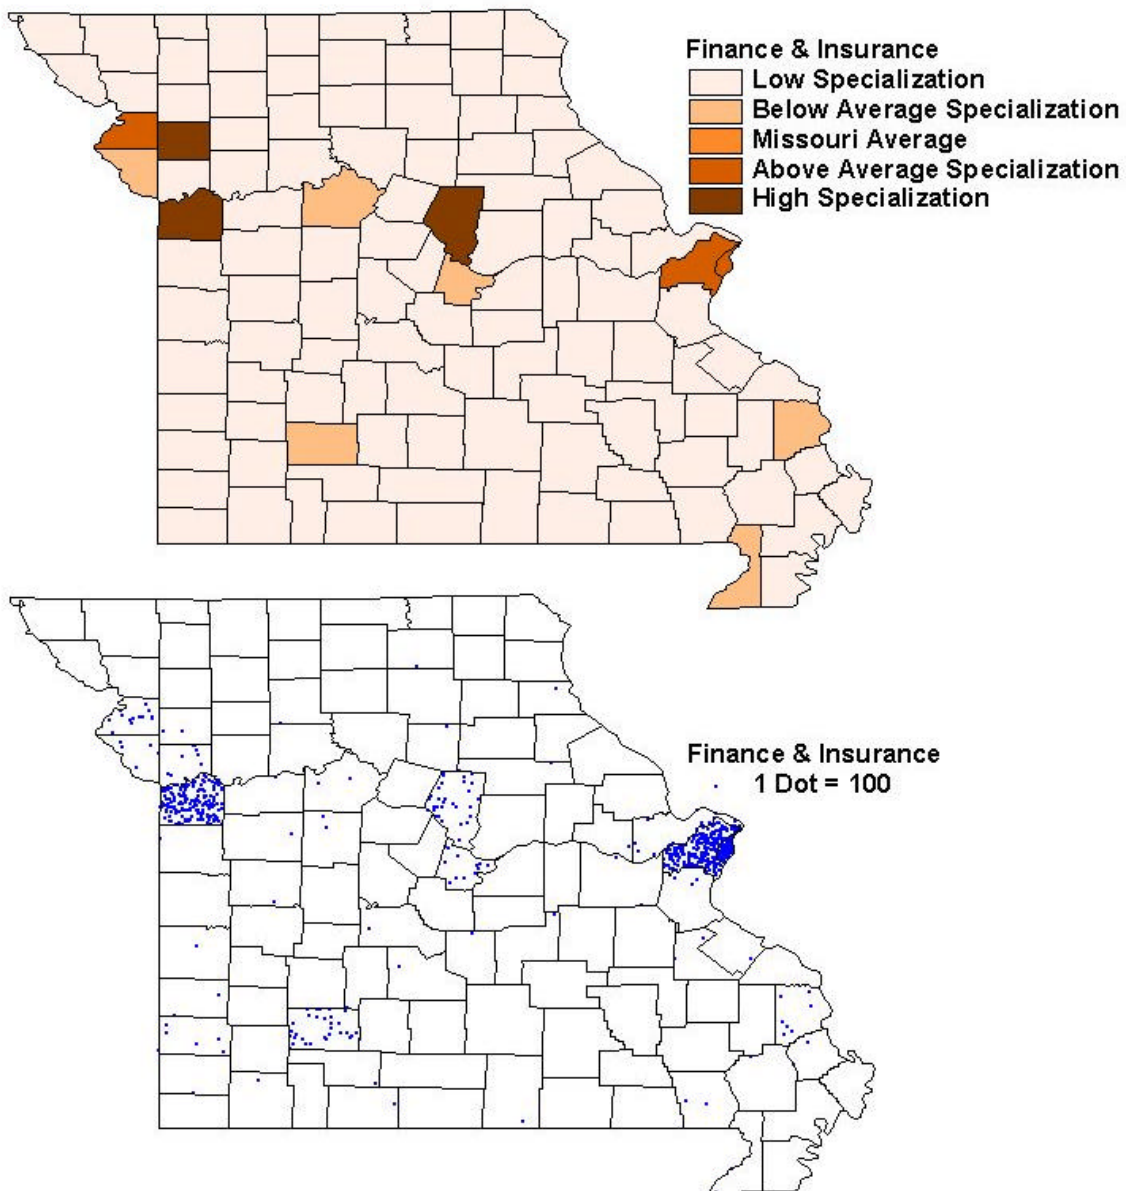 Finance & Insurance
Low Specialization
Below Average Specialization
Missouri Average
Above Average Specialization
High Specialization
Finance & Insurance
1 Dot = 100